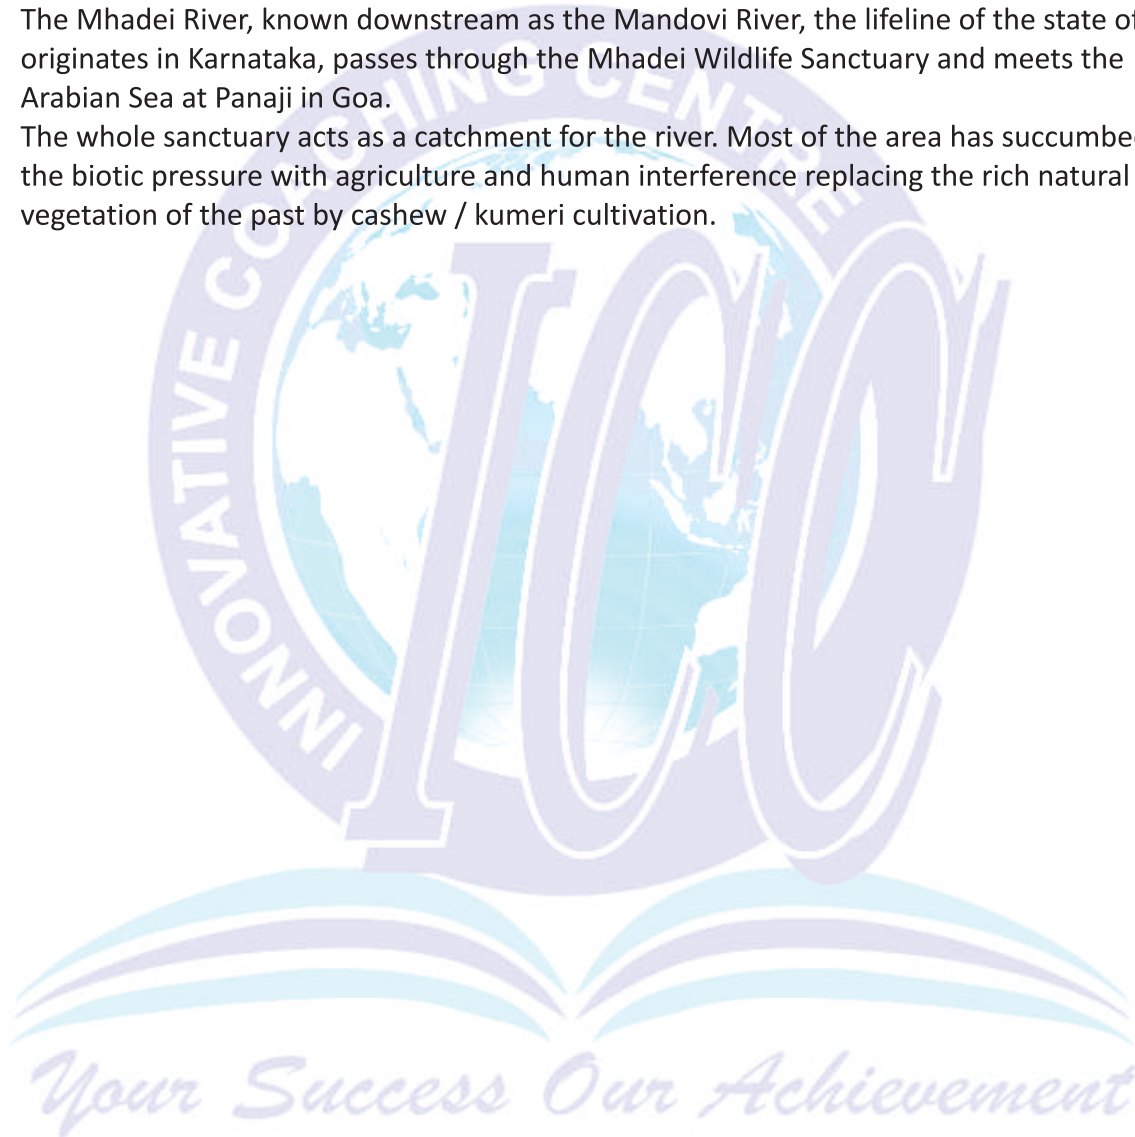 The Mhadei River, known downstream as the Mandovi River, the lifeline of the state of
originates in Karnataka, passes through the Mhadei Wildlife Sanctuary and meets the
Arabian Sea at Panaji in Goa.
The whole sanctuary acts as a catchment for the river. Most of the area has succumbe
the biotic pressure with agriculture and human interference replacing the rich natural
vegetation of the past by cashew / kumeri cultivation.
INNOVATIVE COACHING CENTRE
ICC
Your Success Our Achievement